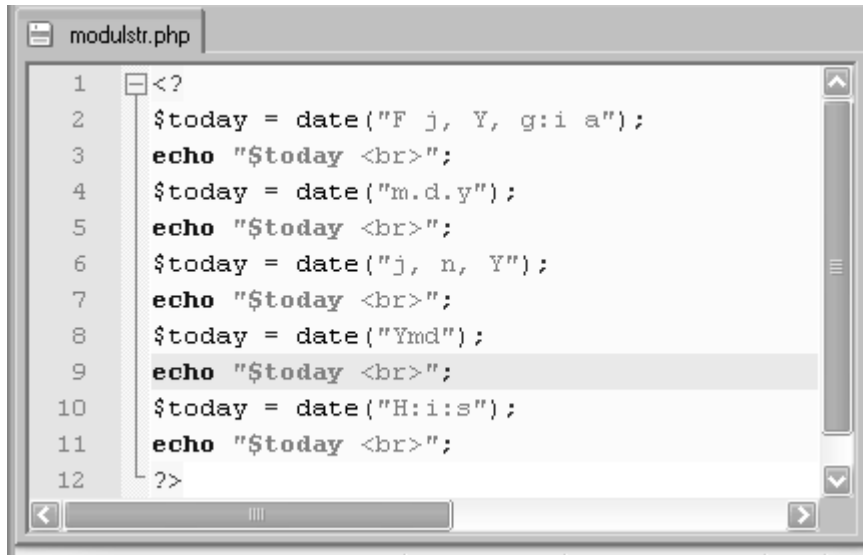 modulstr.php
1 <?
2 $today = date("F j, Y, g:i a");
3 echo "$today <br>";
4 $today = date("m.d.y");
5 echo "$today <br>";
6 $today = date("j, n, Y");
7 echo "$today <br>";
8 $today = date("Ymd");
9 echo "$today <br>";
10 $today = date("H:i:s");
11 echo "$today <br>";
12 ?>